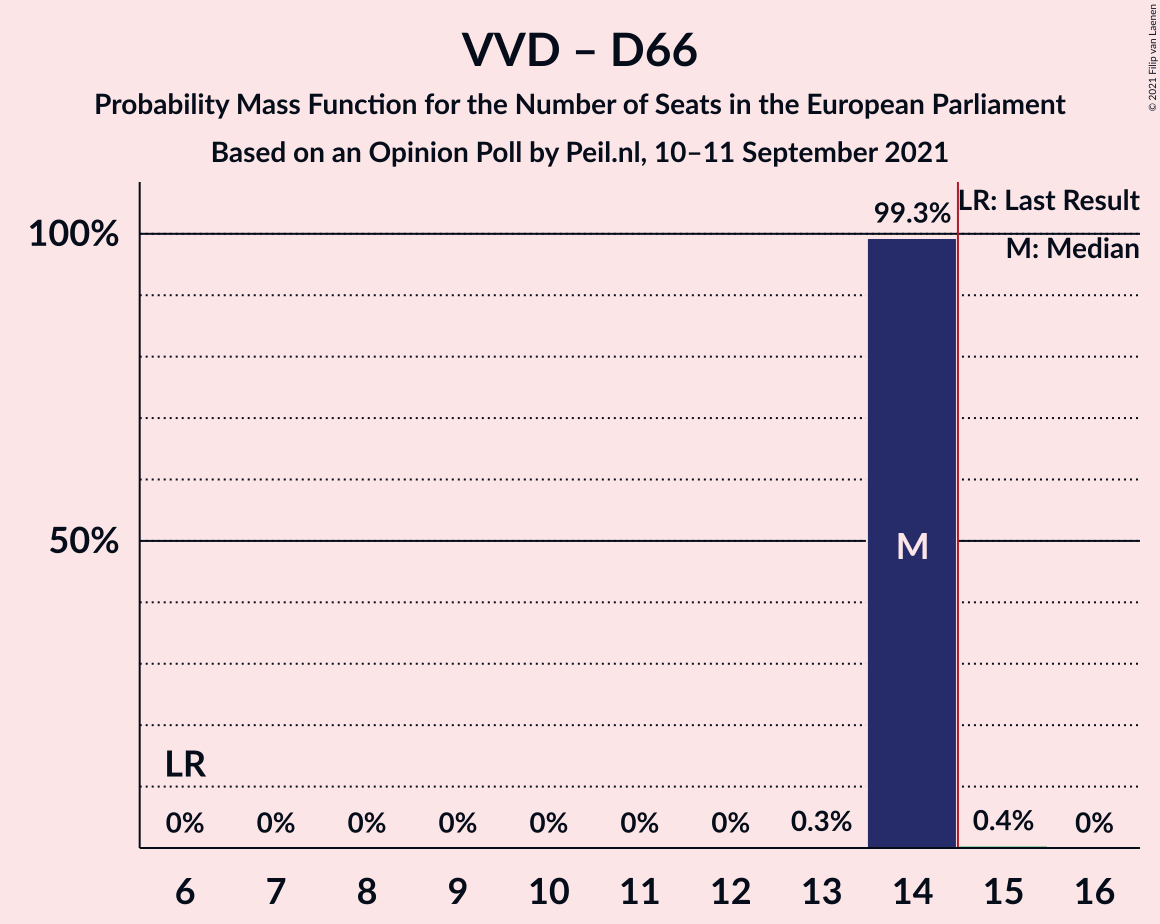 VVD – D66
Probability Mass Function for the Number of Seats in the European Parliament
Based on an Opinion Poll by Peil.nl, 10–11 September 2021
© 2021 Filip van Laenen
LR: Last Result
M: Median
99.3%
100%
50%
M
LR
0% 0% 0% 0% 0% 0% 0% 0.3% 0.4% 0%
6 7 8 9 10 11 12 13 14 15 16